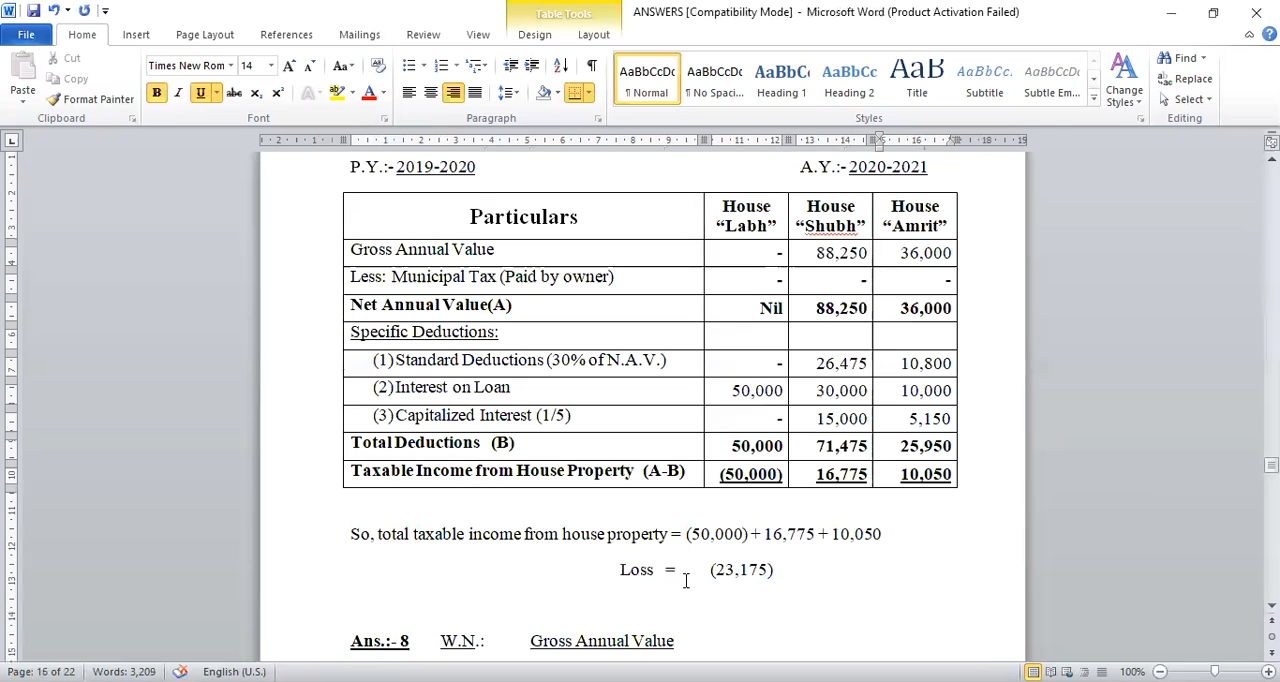 Table Tools
ANSWERS [Compatibility Mode] - Microsoft Word (Product Activation Failed)
File Home Insert Page Layout References Mailings Review View Design Layout
Paste
Cut
Copy
Format Painter
Clipboard
Times New Rom 14
Font
Paragraph
AaBbCcDc AaBbCcDc AaBbCc AaBbCc AaB AaBbCc. AaBbCcDc
¶ Normal ¶ No Spaci... Heading 1 Heading 2 Title Subtitle Subtle Em...
Styles
Change Styles
Find
Replace
Select
Editing
P.Y.:- 2019-2020 A.Y.:- 2020-2021
Particulars House “Labh” House “Shubh” House “Amrit”
Gross Annual Value - 88,250 36,000
Less: Municipal Tax (Paid by owner) - - -
Net Annual Value(A) Nil 88,250 36,000
Specific Deductions:
(1)Standard Deductions (30% of N.A.V.) - 26,475 10,800
(2)Interest on Loan 50,000 30,000 10,000
(3)Capitalized Interest (1/5) - 15,000 5,150
Total Deductions (B) 50,000 71,475 25,950
Taxable Income from House Property (A-B) (50,000) 16,775 10,050
So, total taxable income from house property = (50,000) + 16,775 + 10,050
Loss = (23,175)
Ans.:- 8 W.N.: Gross Annual Value
Page: 16 of 22 Words: 3,209 English (U.S.) 100%